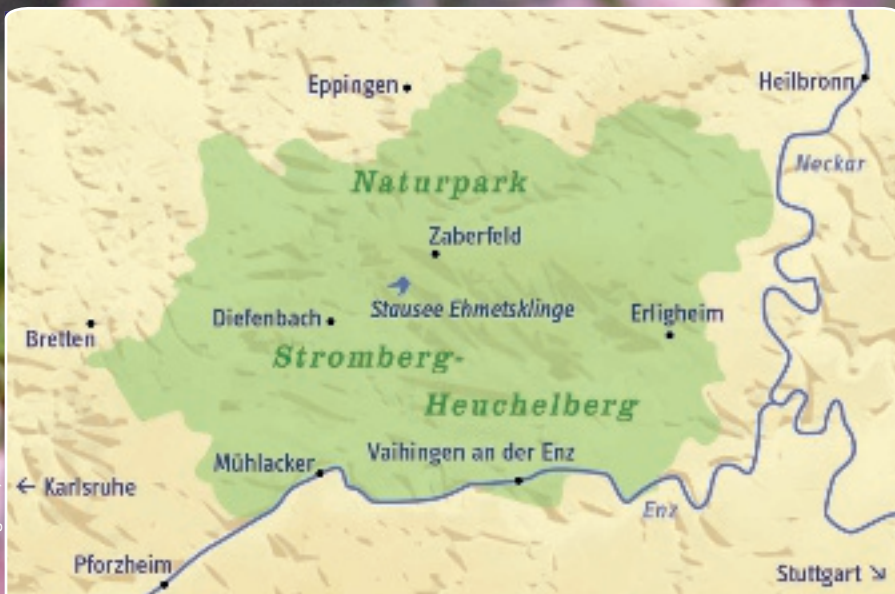 Eppingen
Heilbronn
Neckar
Naturpark
Zaberfeld
Stausee Ehmetsklinge
Diefenbach
Erligheim
Bretten
Stromberg-
Heuchelberg
Vaihingen an der Enz
Mühlacker
← Karlsruhe
Enz
Pforzheim
Stuttgart ↘